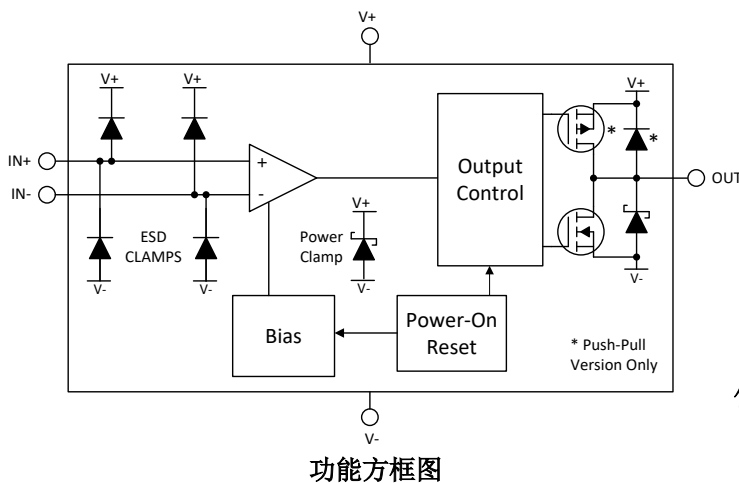 V+
V+
V+
V+
*
*
IN+
IN-
+
-
Output
Control
OUT
ESD
CLAMPS
Power
Clamp
V+
V-
V-
V-
V-
Bias
Power-On
Reset
* Push-Pull
Version Only
V-
功能方框图